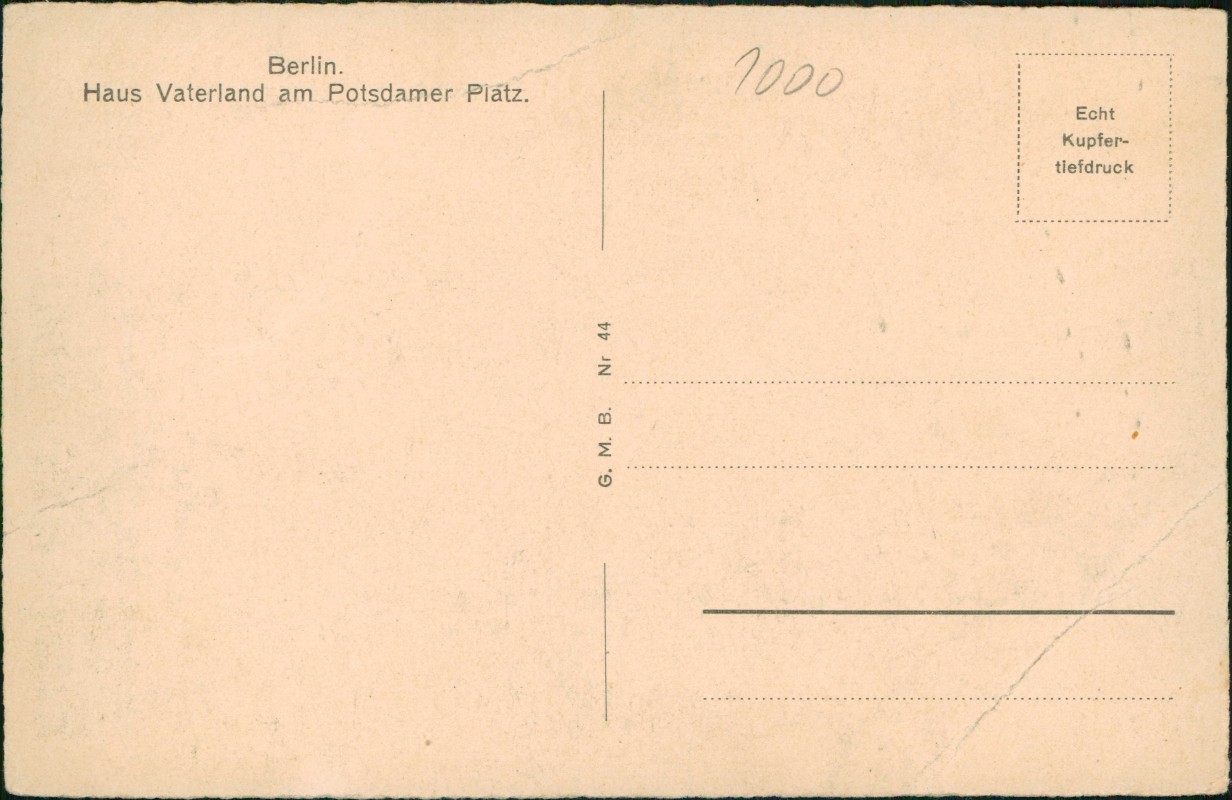 Berlin.
Haus Vaterland am Potsdamer Platz.
1000
Echt
Kupfer-
tiefdruck
G. M. B. Nr 44